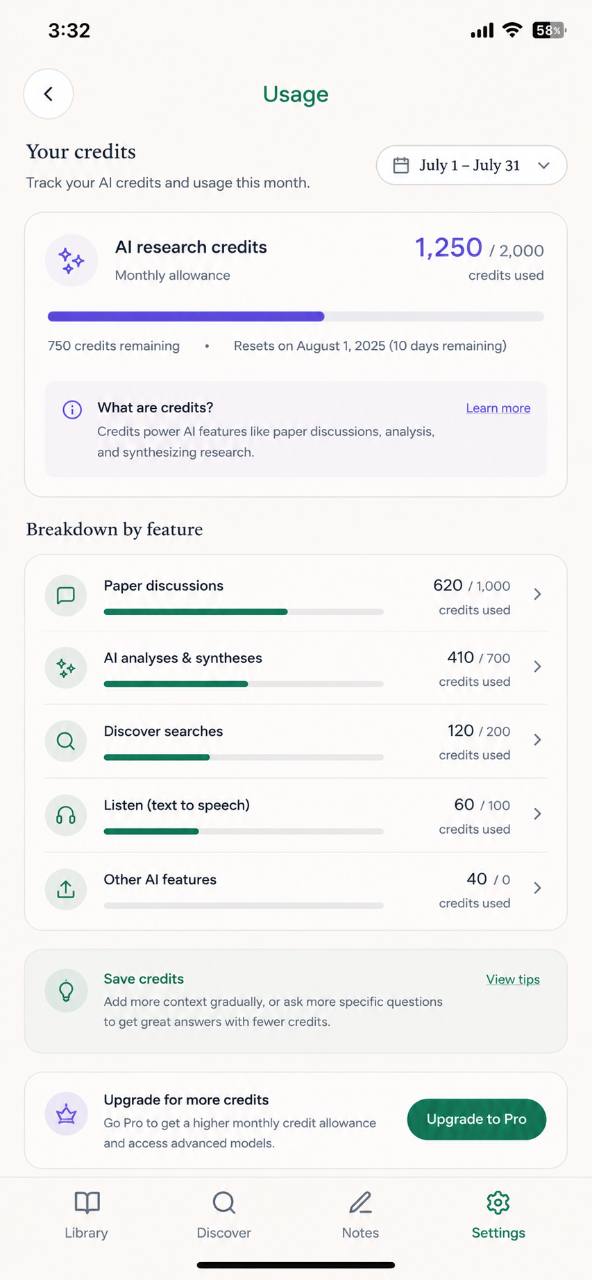 3:32
58%
Usage
Your credits
Track your AI credits and usage this month.
July 1 – July 31
AI research credits
Monthly allowance
1,250 / 2,000
credits used
750 credits remaining • Resets on August 1, 2025 (10 days remaining)
What are credits?
Learn more
Credits power AI features like paper discussions, analysis,
and synthesizing research.
Breakdown by feature
Paper discussions
620 / 1,000
credits used
AI analyses & syntheses
410 / 700
credits used
Discover searches
120 / 200
credits used
Listen (text to speech)
60 / 100
credits used
Other AI features
40 / 0
credits used
Save credits
View tips
Add more context gradually, or ask more specific questions
to get great answers with fewer credits.
Upgrade for more credits
Go Pro to get a higher monthly credit allowance
and access advanced models.
Upgrade to Pro
Library
Discover
Notes
Settings